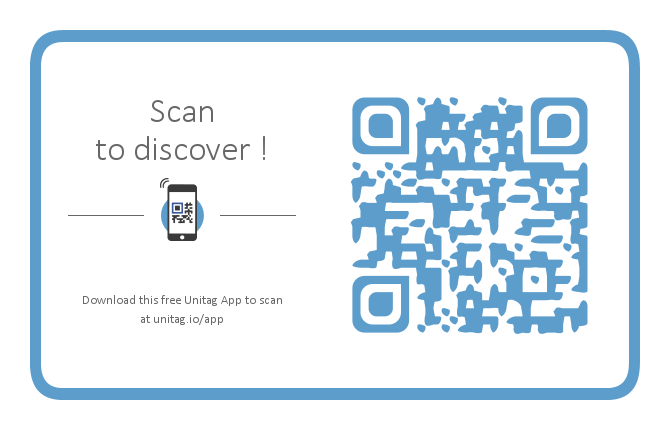 Scan
to discover !
Download this free Unitag App to scan
at unitag.io/app